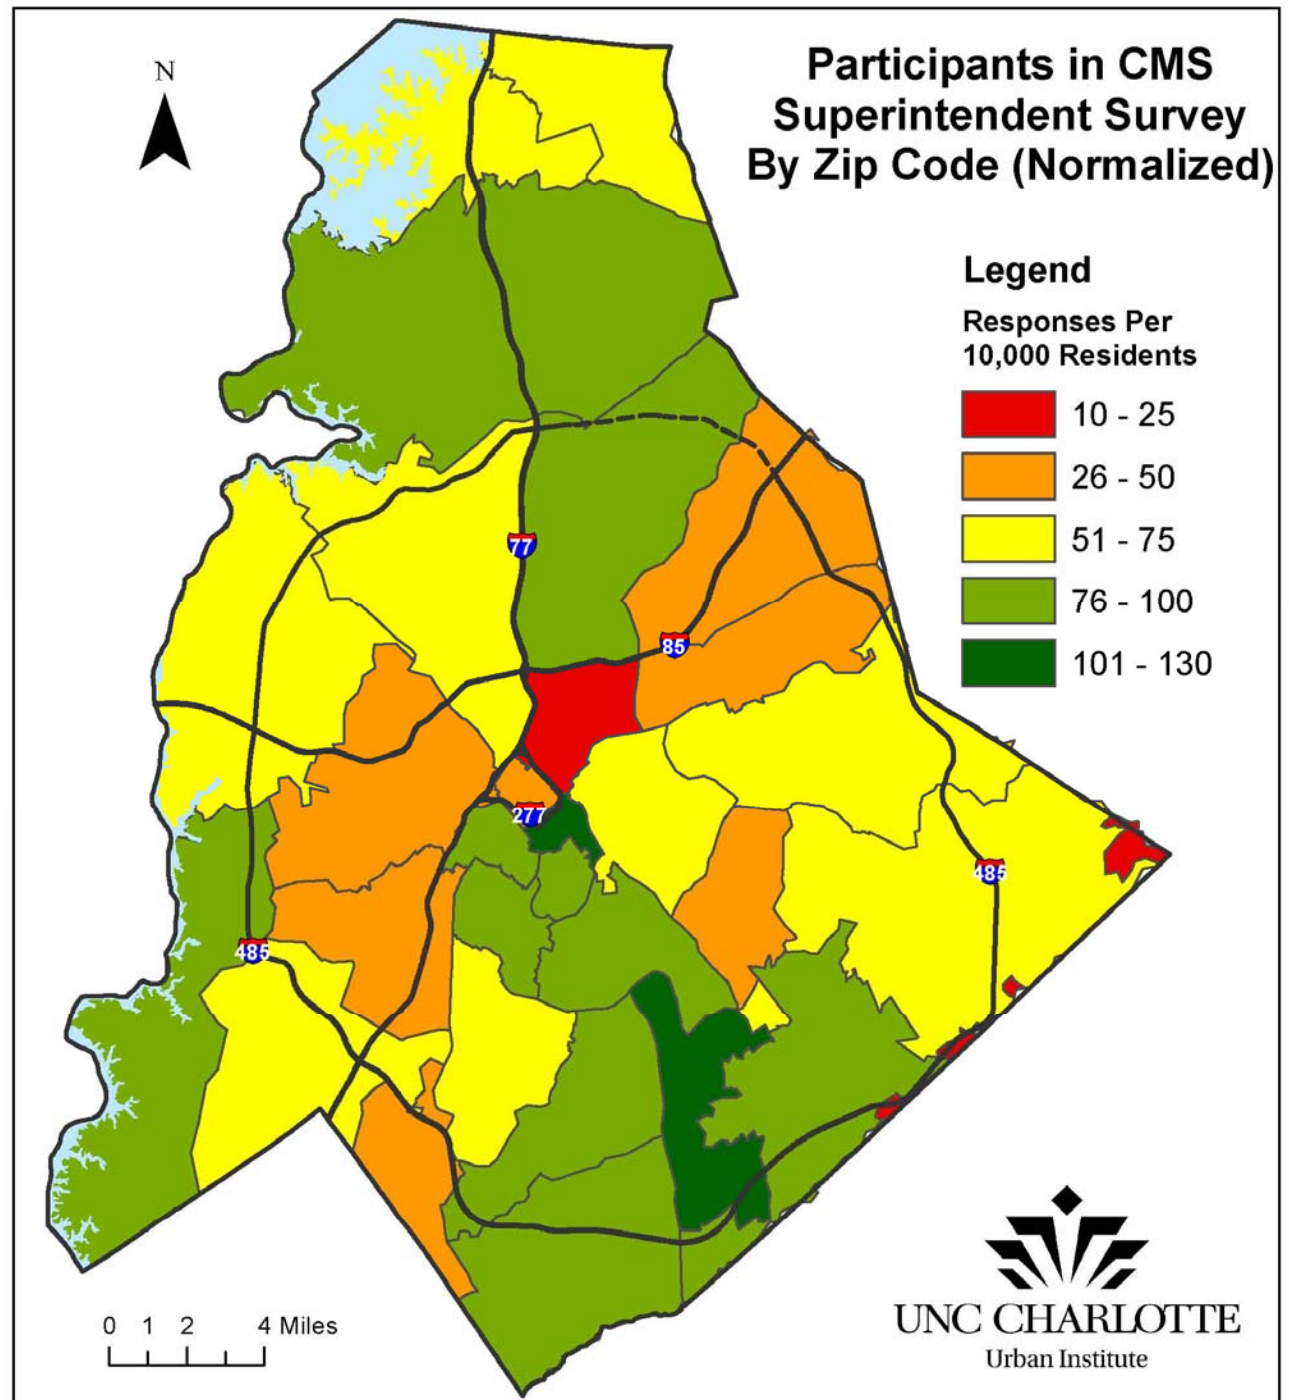 Participants in CMS
Superintendent Survey
By Zip Code (Normalized)
N
Legend
Responses Per
10,000 Residents
10 - 25
26 - 50
51 - 75
76 - 100
101 - 130
77
85
277
485
485
0 1 2 4 Miles
UNC CHARLOTTE
Urban Institute